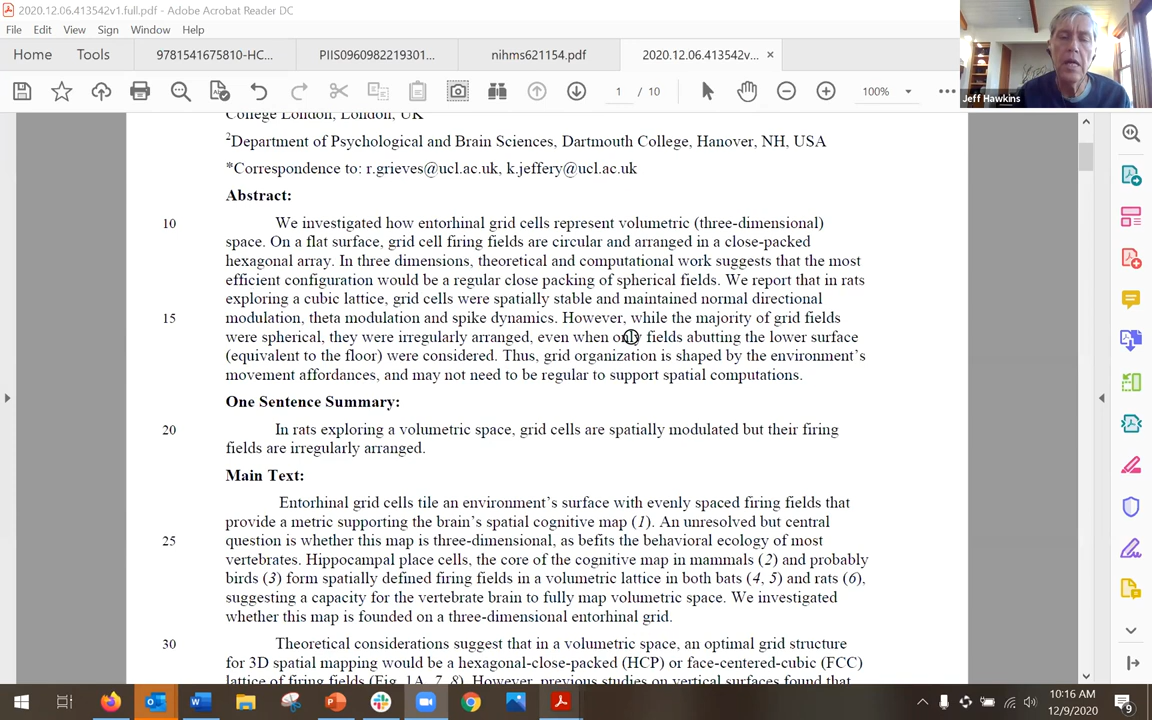 2020.12.06.413542v1.full.pdf - Adobe Acrobat Reader DC
File Edit View Sign Window Help
Home Tools 9781541675810-HC... PIIS0960982219301... nihms621154.pdf 2020.12.06.413542v... ×
1 / 10 100%
Jeff Hawkins
College London, London, UK
2Department of Psychological and Brain Sciences, Dartmouth College, Hanover, NH, USA
*Correspondence to: r.grieves@ucl.ac.uk, k.jeffery@ucl.ac.uk
Abstract:
10 We investigated how entorhinal grid cells represent volumetric (three-dimensional)
space. On a flat surface, grid cell firing fields are circular and arranged in a close-packed
hexagonal array. In three dimensions, theoretical and computational work suggests that the most
efficient configuration would be a regular close packing of spherical fields. We report that in rats
exploring a cubic lattice, grid cells were spatially stable and maintained normal directional
15 modulation, theta modulation and spike dynamics. However, while the majority of grid fields
were spherical, they were irregularly arranged, even when only fields abutting the lower surface
(equivalent to the floor) were considered. Thus, grid organization is shaped by the environment's
movement affordances, and may not need to be regular to support spatial computations.
One Sentence Summary:
20 In rats exploring a volumetric space, grid cells are spatially modulated but their firing
fields are irregularly arranged.
Main Text:
Entorhinal grid cells tile an environment's surface with evenly spaced firing fields that
provide a metric supporting the brain's spatial cognitive map (1). An unresolved but central
25 question is whether this map is three-dimensional, as befits the behavioral ecology of most
vertebrates. Hippocampal place cells, the core of the cognitive map in mammals (2) and probably
birds (3) form spatially defined firing fields in a volumetric lattice in both bats (4, 5) and rats (6),
suggesting a capacity for the vertebrate brain to fully map volumetric space. We investigated
whether this map is founded on a three-dimensional entorhinal grid.
30 Theoretical considerations suggest that in a volumetric space, an optimal grid structure
for 3D spatial mapping would be a hexagonal-close-packed (HCP) or face-centered-cubic (FCC)
lattice of firing fields (Fig. 1A, 7, 8). However, previous studies on vertical surfaces found that
10:16 AM
12/9/2020